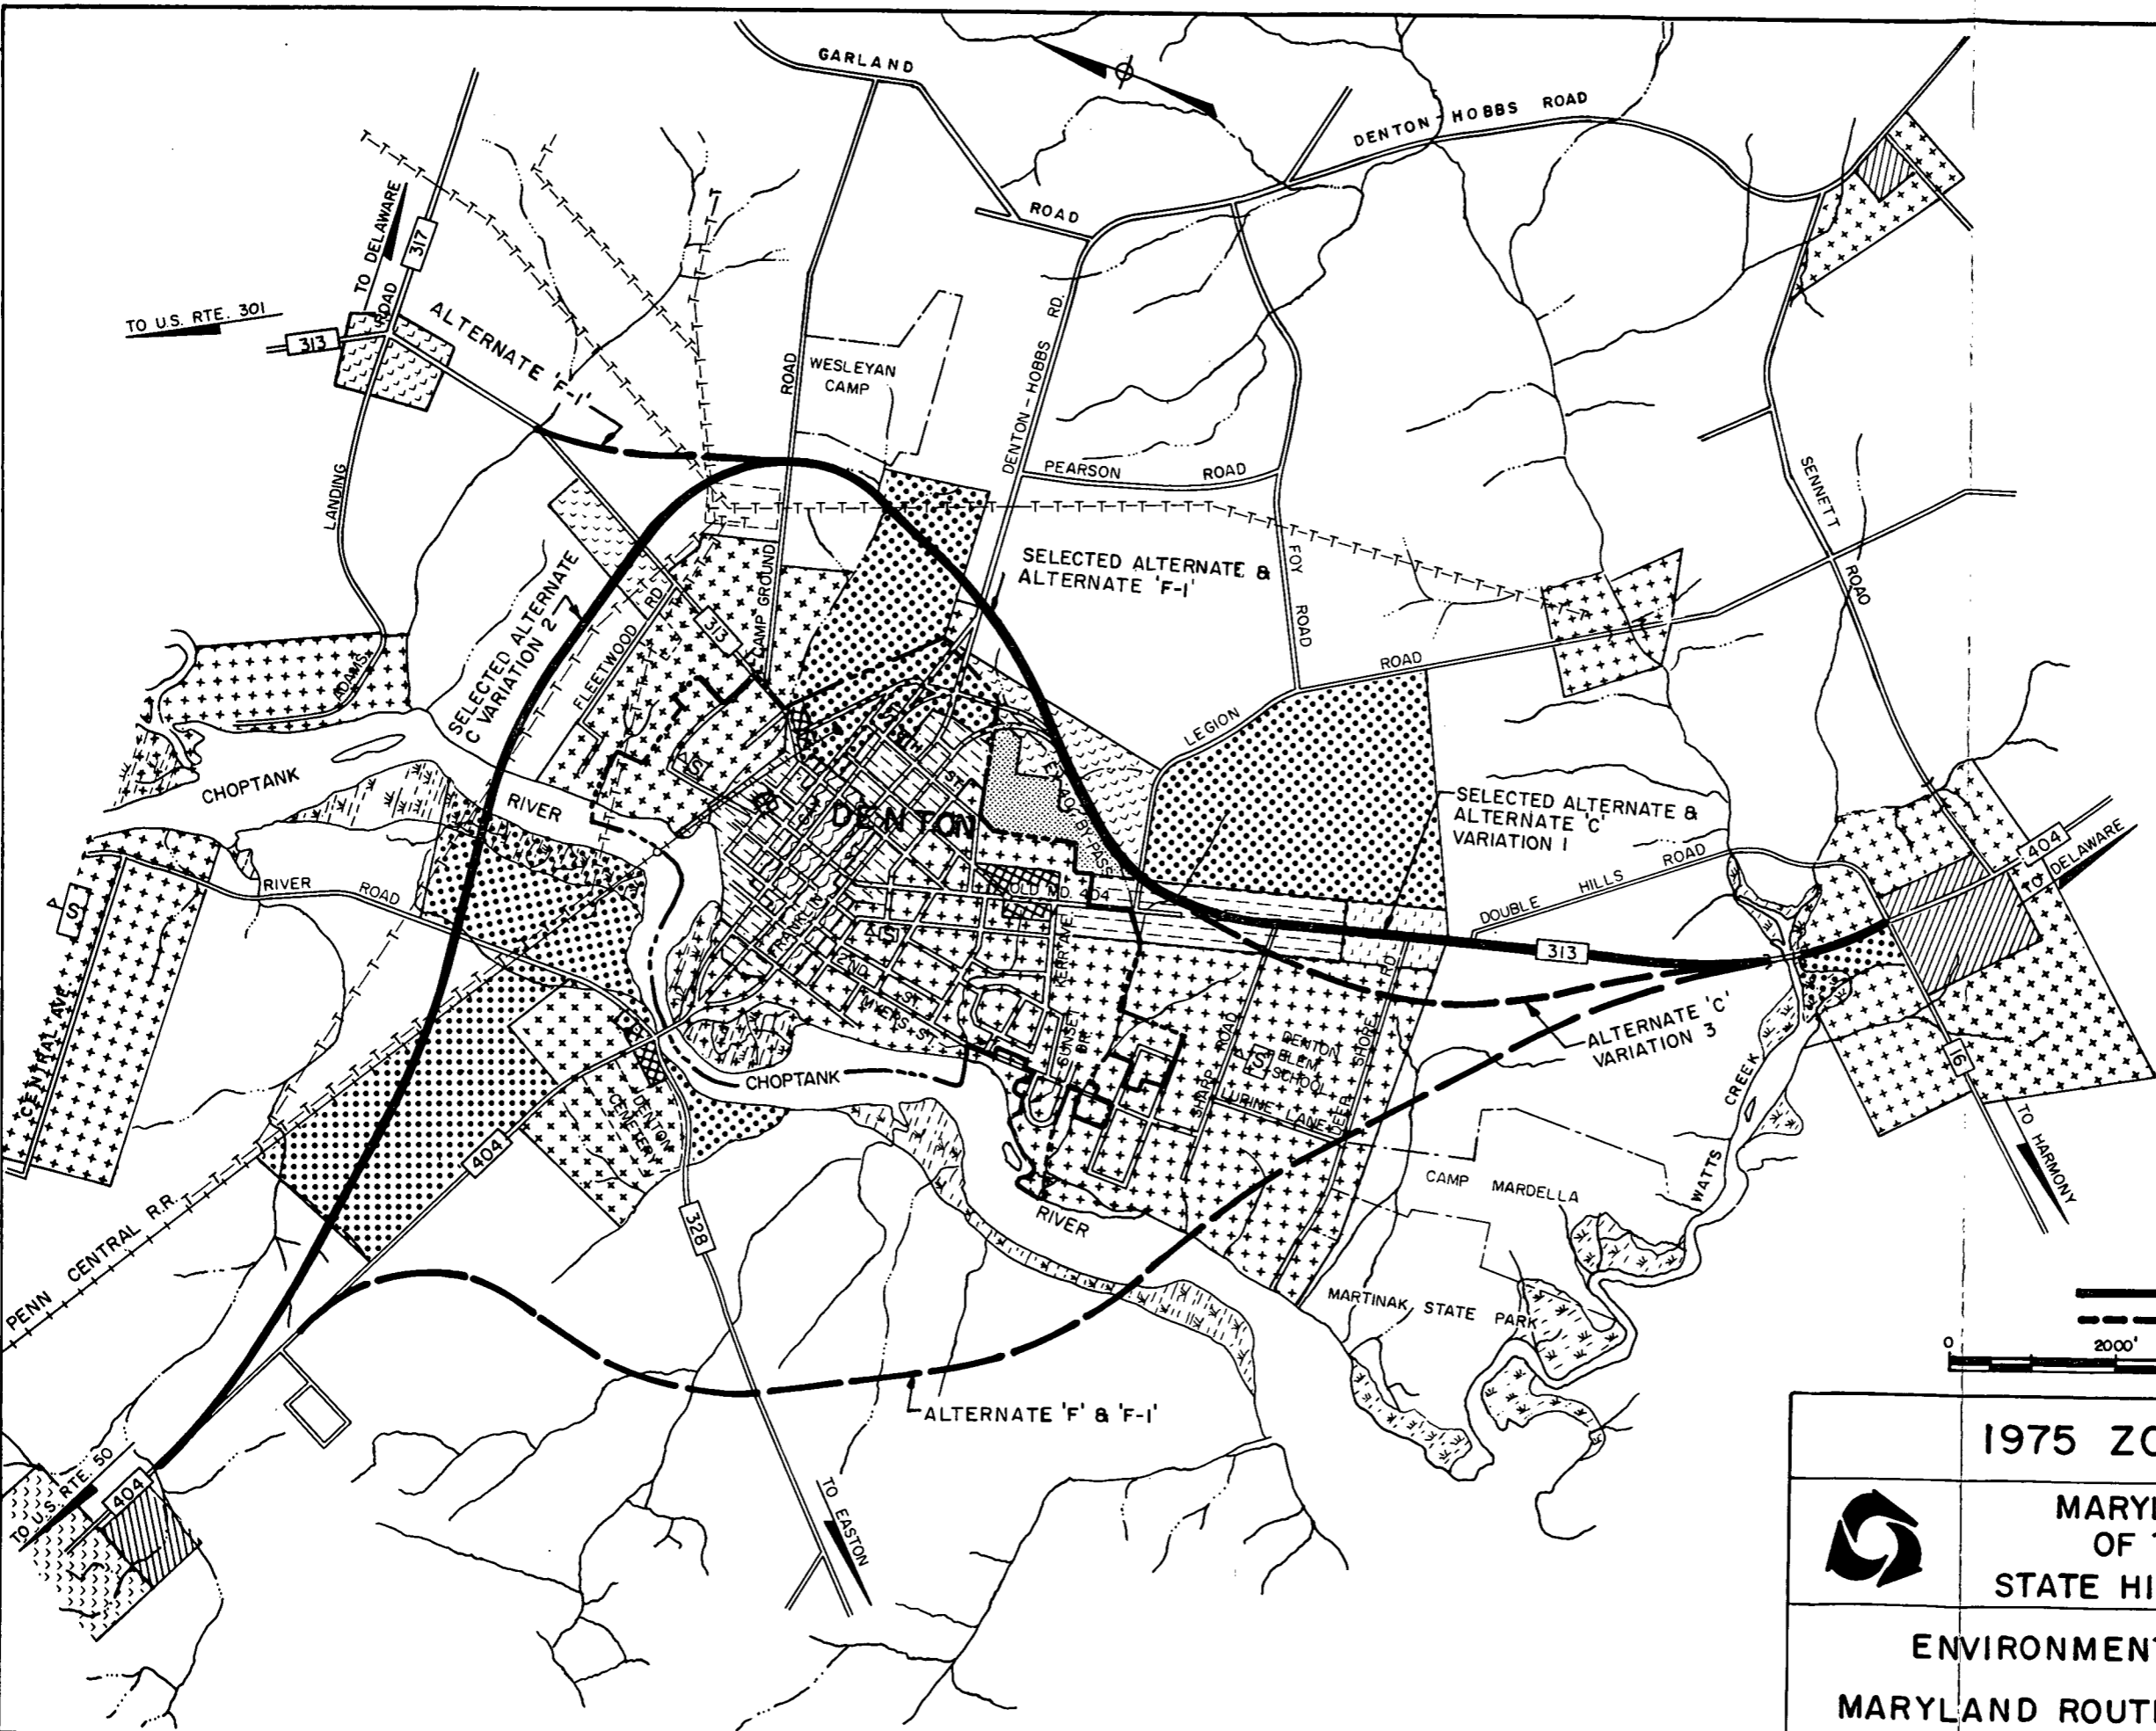 GARLAND
ROAD
DENTON - HOBBS ROAD
TO DELAWARE
317
ROAD
TO U.S. RTE. 301
313
ALTERNATE 'F-1'
ROAD
WESLEYAN
CAMP
DENTON - HOBBS RD.
PEARSON ROAD
LANDING
SENNETT
ROAD
SELECTED ALTERNATE &
ALTERNATE 'F-1'
SELECTED ALTERNATE
C VARIATION 2
FLEETWOOD RD
CAMP GROUND
313
FOY
ROAD
ROAD
ADAMS
LEGION
CHOPTANK
RIVER
DENTON
BY PASS
SELECTED ALTERNATE &
ALTERNATE 'C'
VARIATION 1
RIVER ROAD
S
S
S
OLD MD. 404
FRANKLIN
2ND ST
MYERS ST.
KERR AVE
SUNSET DR.
DOUBLE HILLS ROAD
404
TO DELAWARE
313
CENTRAL AVE
ALTERNATE 'C'
VARIATION 3
SHARP ROAD
DENTON
ELEM.
SCHOOL
S
LURINE LANE
DEER SHORE RD
CHOPTANK
DENTON
CEMETERY
404
16
TO HARMONY
CREEK
WATTS
CAMP MARDELLA
RIVER
PENN CENTRAL R.R.
328
MARTINAK STATE PARK
0 2000'
ALTERNATE 'F' & 'F-1'
TO U.S. RTE. 50
404
TO EASTON
1975 ZO
MARYL
OF T
STATE HI
ENVIRONMENT
MARYLAND ROUT